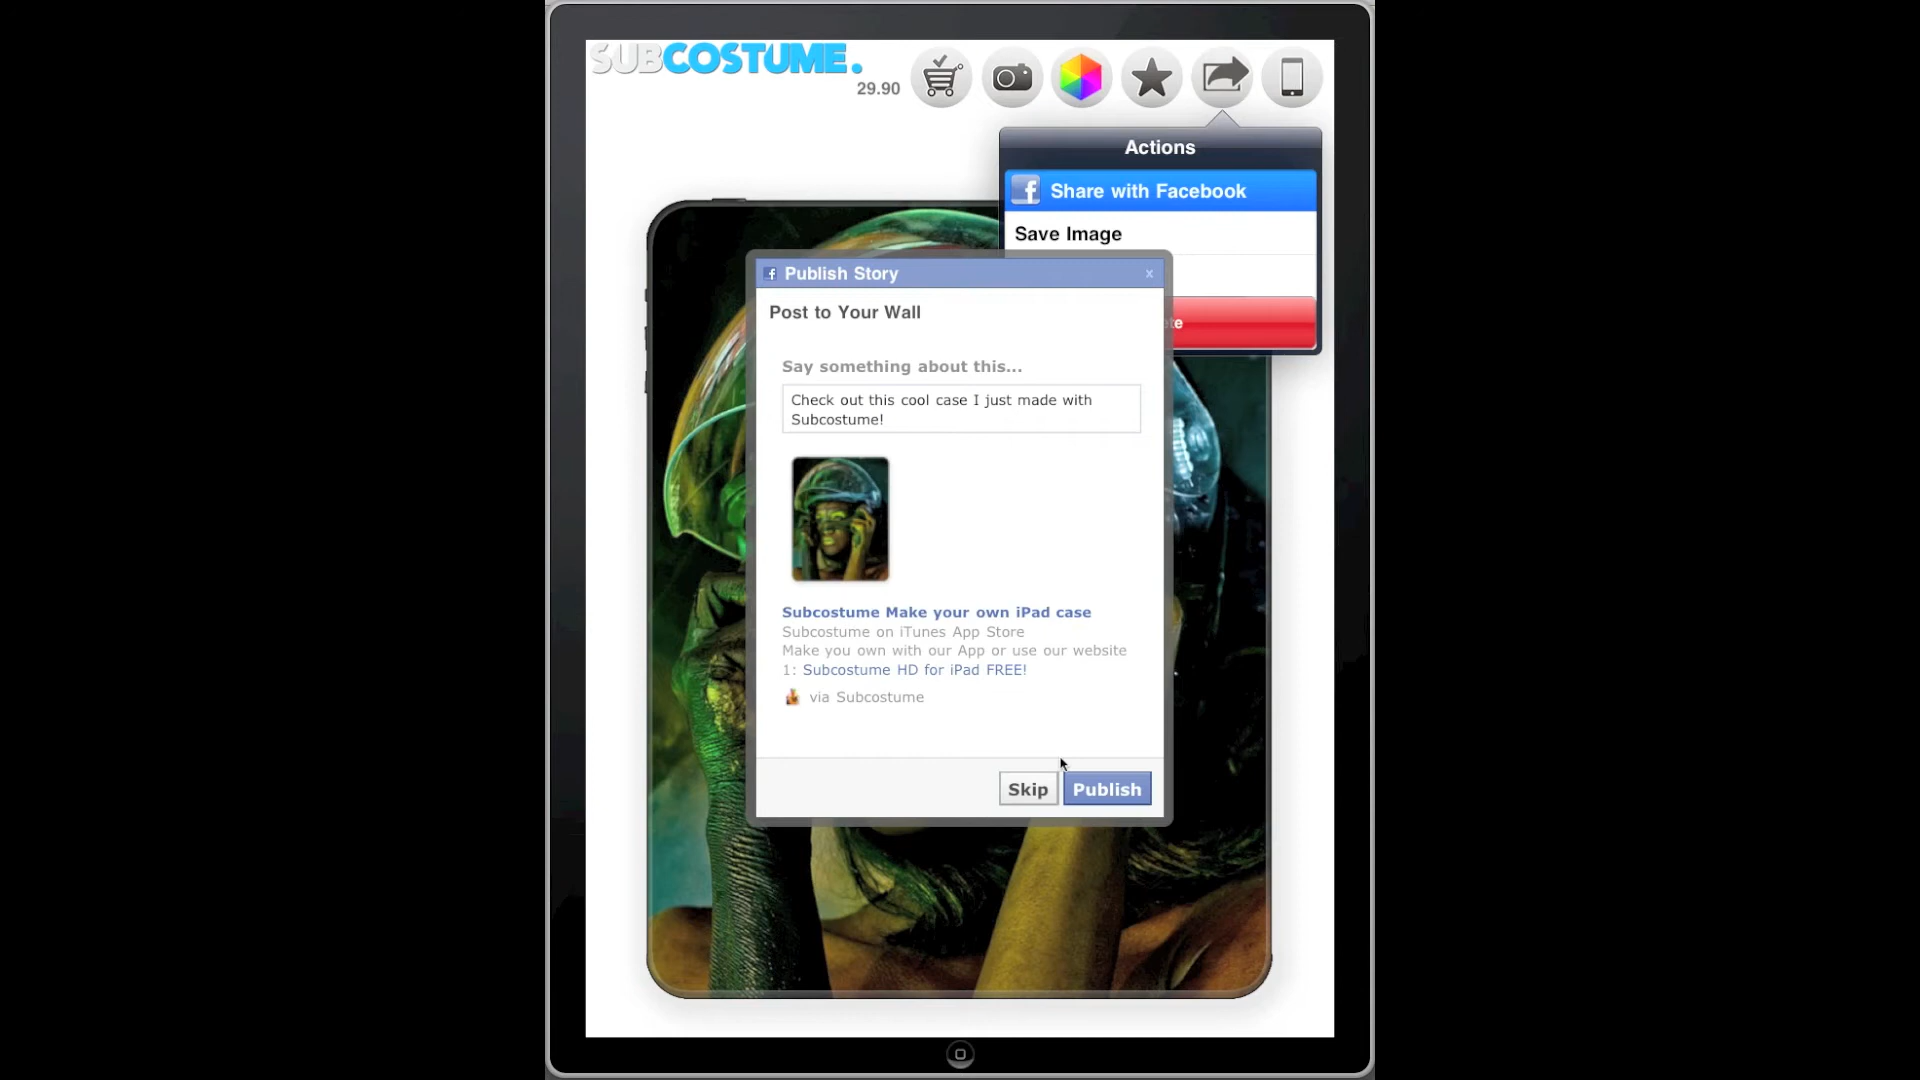 SUBCOSTUME.
29.90
Actions
Share with Facebook
Save Image
Publish Story
x
Post to Your Wall
Say something about this...
Check out this cool case I just made with
Subcostume!
Subcostume Make your own iPad case
Subcostume on iTunes App Store
Make you own with our App or use our website
1: Subcostume HD for iPad FREE!
via Subcostume
Skip
Publish